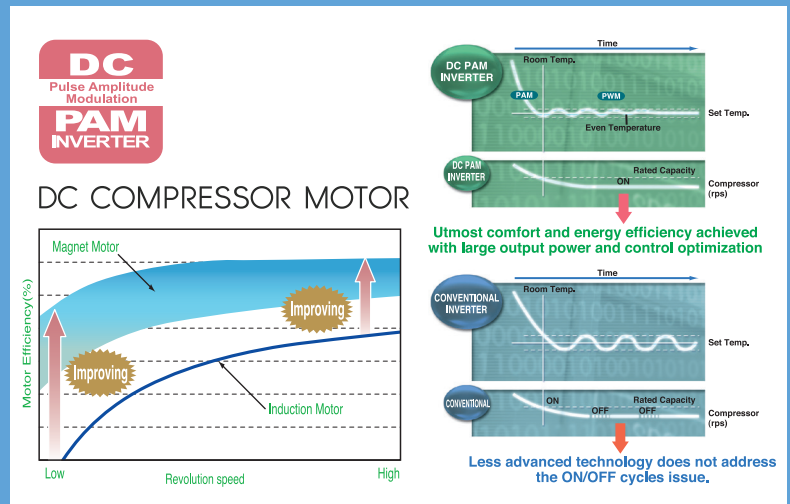 DC
Pulse Amplitude
Modulation
PAM
INVERTER
DC COMPRESSOR MOTOR
Magnet Motor
Improving
Improving
Induction Motor
Motor Efficiency(%)
Low
Revolution speed
High
Time
DC PAM
INVERTER
Room Temp.
PAM
PWM
Set Temp.
Even Temperature
DC PAM
INVERTER
Rated Capacity
ON
Compressor
(rps)
Utmost comfort and energy efficiency achieved
with large output power and control optimization
Time
CONVENTIONAL
INVERTER
Room Temp.
Set Temp.
CONVENTIONAL
ON
Rated Capacity
OFF
OFF
Compressor
(rps)
Less advanced technology does not address
the ON/OFF cycles issue.